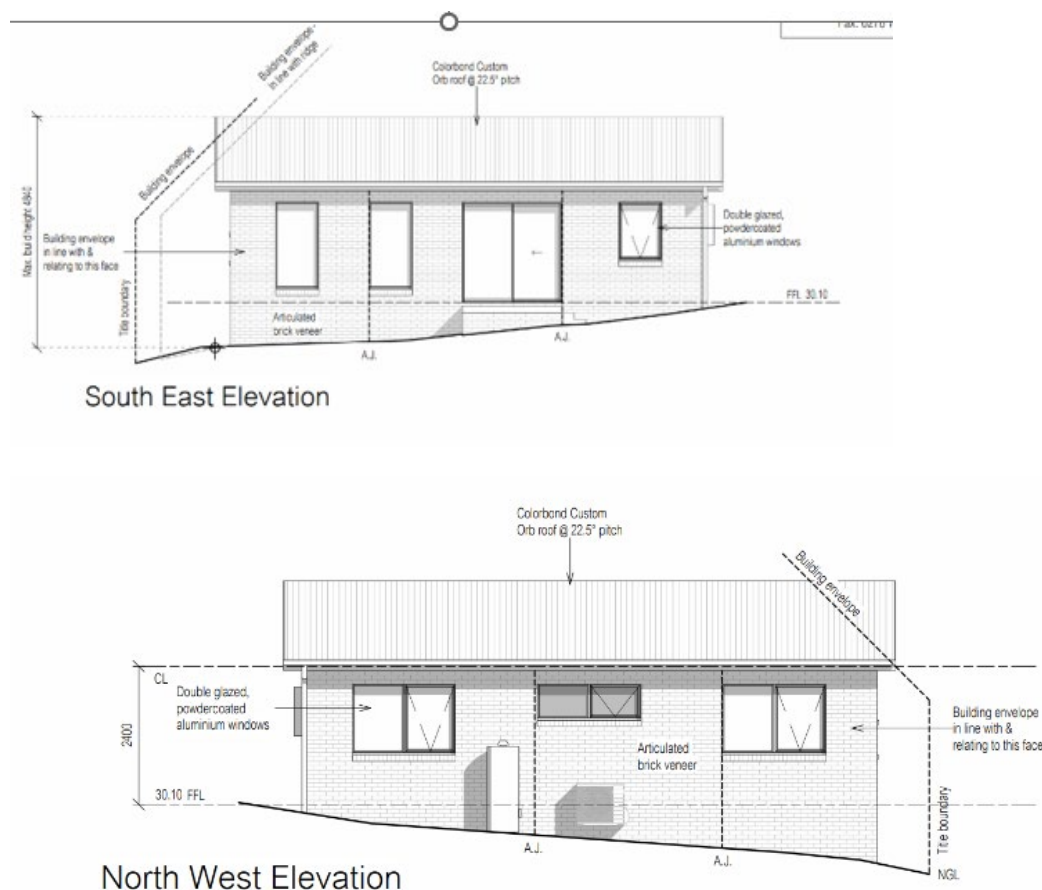 Building envelope -
in line with ridge
Colorbond Custom
Orb roof @ 22.5° pitch
Building envelope
Max. build height 4840
Building envelope
in line with &
relating to this face
Title boundary
Double glazed,
powdercoated
aluminium windows
FFL 30.10
Articulated
brick veneer
A.J.
A.J.
South East Elevation
Colorbond Custom
Orb roof @ 22.5° pitch
Building envelope
CL
Double glazed,
powdercoated
aluminium windows
2400
Articulated
brick veneer
Building envelope
in line with &
relating to this face
30.10 FFL
Title boundary
A.J.
A.J.
NGL
North West Elevation